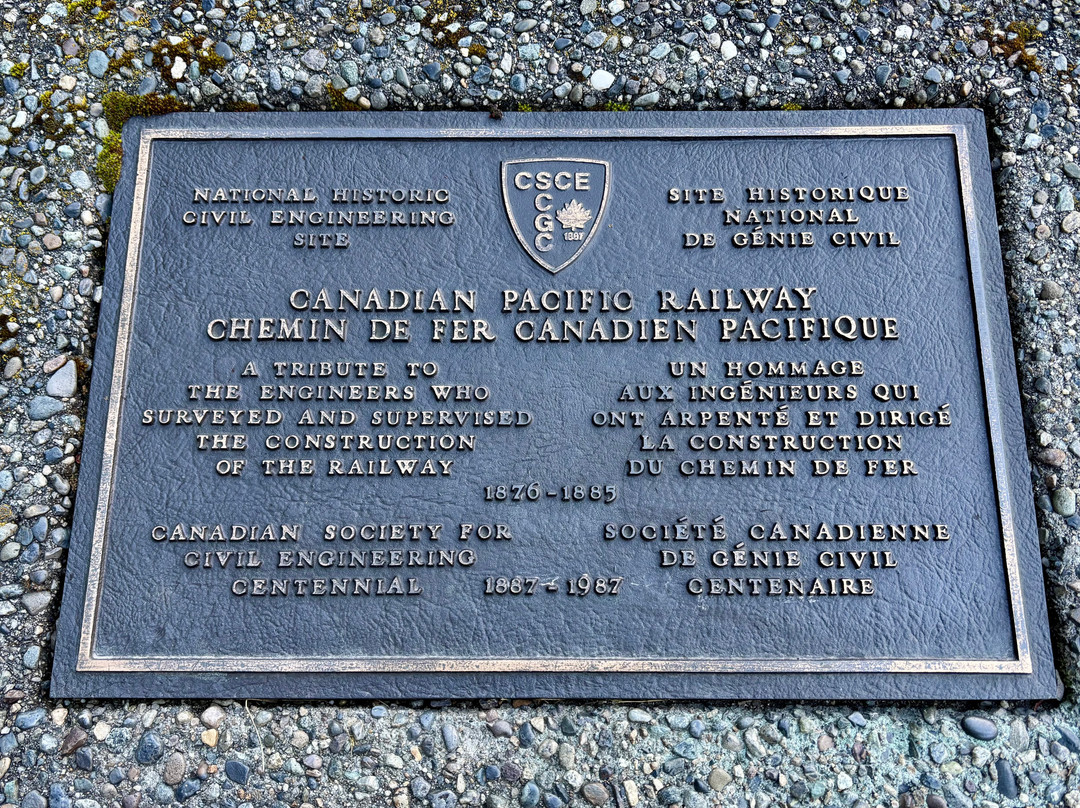 NATIONAL HISTORIC
CIVIL ENGINEERING
SITE
CSCE
CGC
1887
SITE HISTORIQUE
NATIONAL
DE GÉNIE CIVIL
CANADIAN PACIFIC RAILWAY
CHEMIN DE FER CANADIEN PACIFIQUE
A TRIBUTE TO
THE ENGINEERS WHO
SURVEYED AND SUPERVISED
THE CONSTRUCTION
OF THE RAILWAY
UN HOMMAGE
AUX INGÉNIEURS QUI
ONT ARPENTÉ ET DIRIGÉ
LA CONSTRUCTION
DU CHEMIN DE FER
1876-1885
CANADIAN SOCIETY FOR
CIVIL ENGINEERING
CENTENNIAL
1887-1987
SOCIÉTÉ CANADIENNE
DE GÉNIE CIVIL
CENTENAIRE